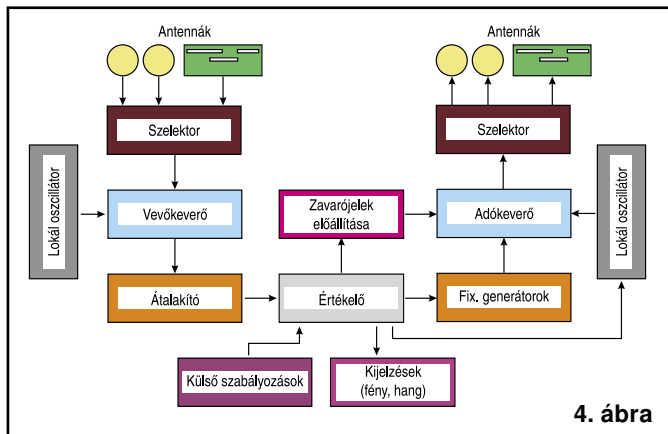 Antennák
Antennák
Szelektor
Szelektor
Lokál oszcillátor
Vevőkeverő
Zavarójelek
előállítása
Adókeverő
Lokál oszcillátor
Átalakító
Értékelő
Fix. generátorok
Külső szabályozások
Kijelzések
(fény, hang)
4. ábra